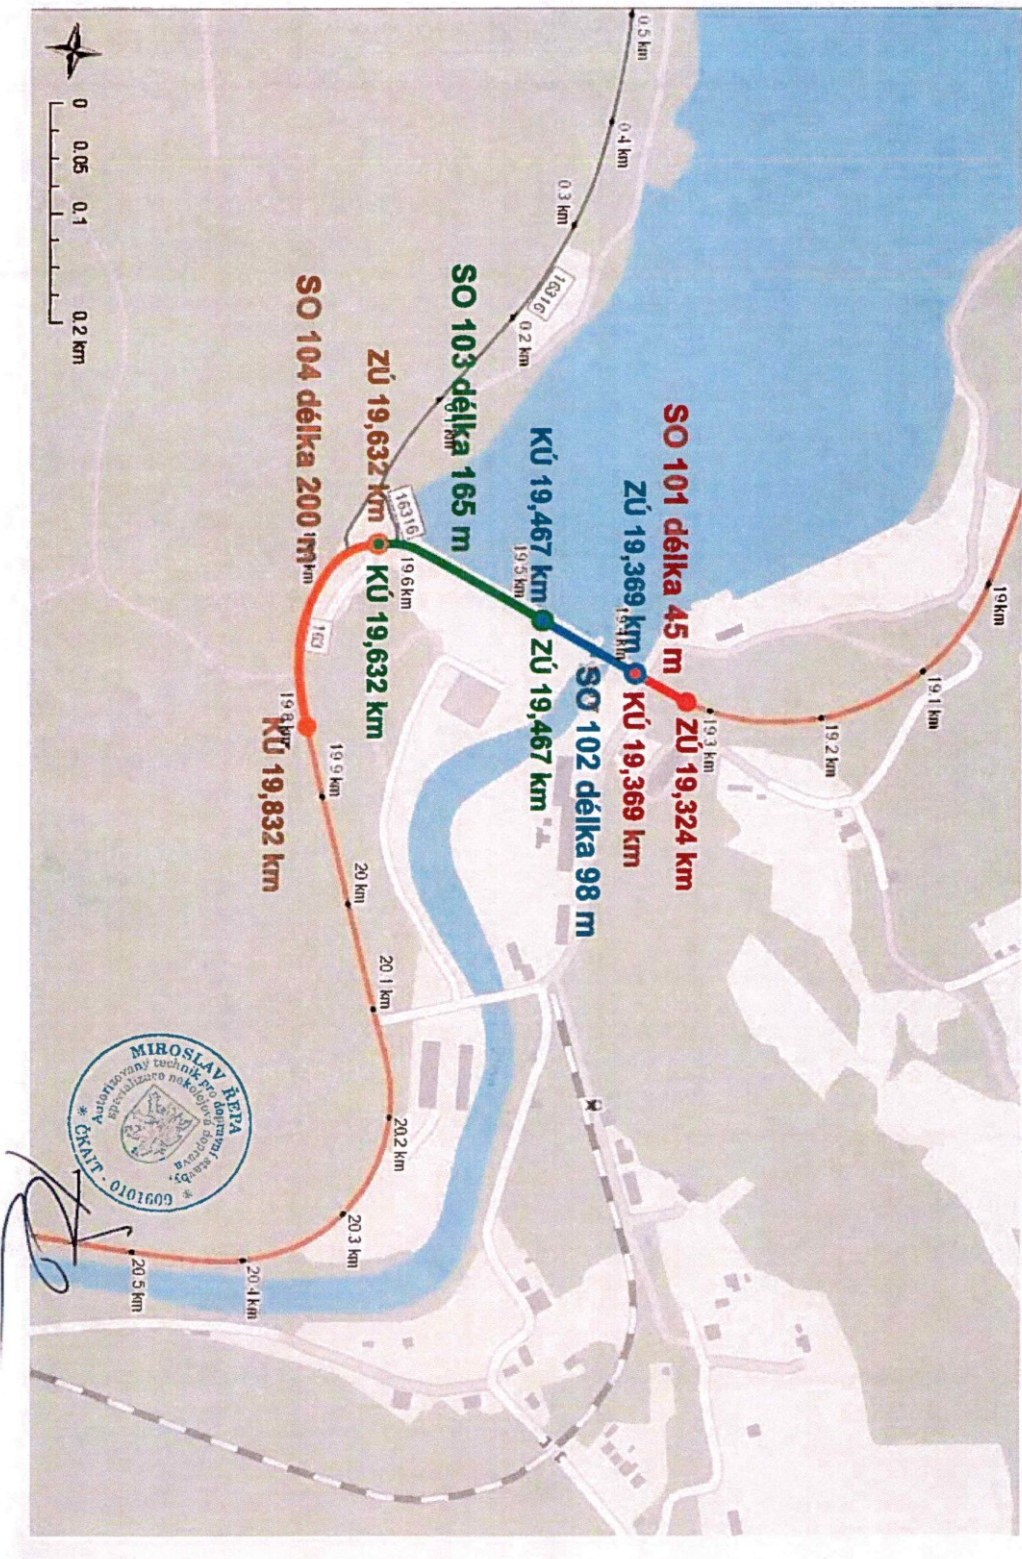 0 0.05 0.1 0.2 km
0.5 km
0.4 km
0.3 km
16316
0.2 km
16316
SO 101 délka 45 m
ZÚ 19,324 km
KÚ 19,369 km
ZÚ 19,369 km
SO 102 délka 98 m
KÚ 19,467 km
ZÚ 19,467 km
SO 103 délka 165 m
KÚ 19,632 km
ZÚ 19,632 km
SO 104 délka 200 m
KÚ 19,832 km
19 km
19.1 km
19.2 km
19.3 km
19.4 km
19.5 km
19.6 km
163
19.8 km
19.9 km
20 km
20.1 km
20.2 km
20.3 km
20.4 km
20.5 km
MIROSLAV ŘEPA
Autorizovaný technik pro dopravní stavby,
specializace nekolejová doprava
* ČKAIT - 0101609 *